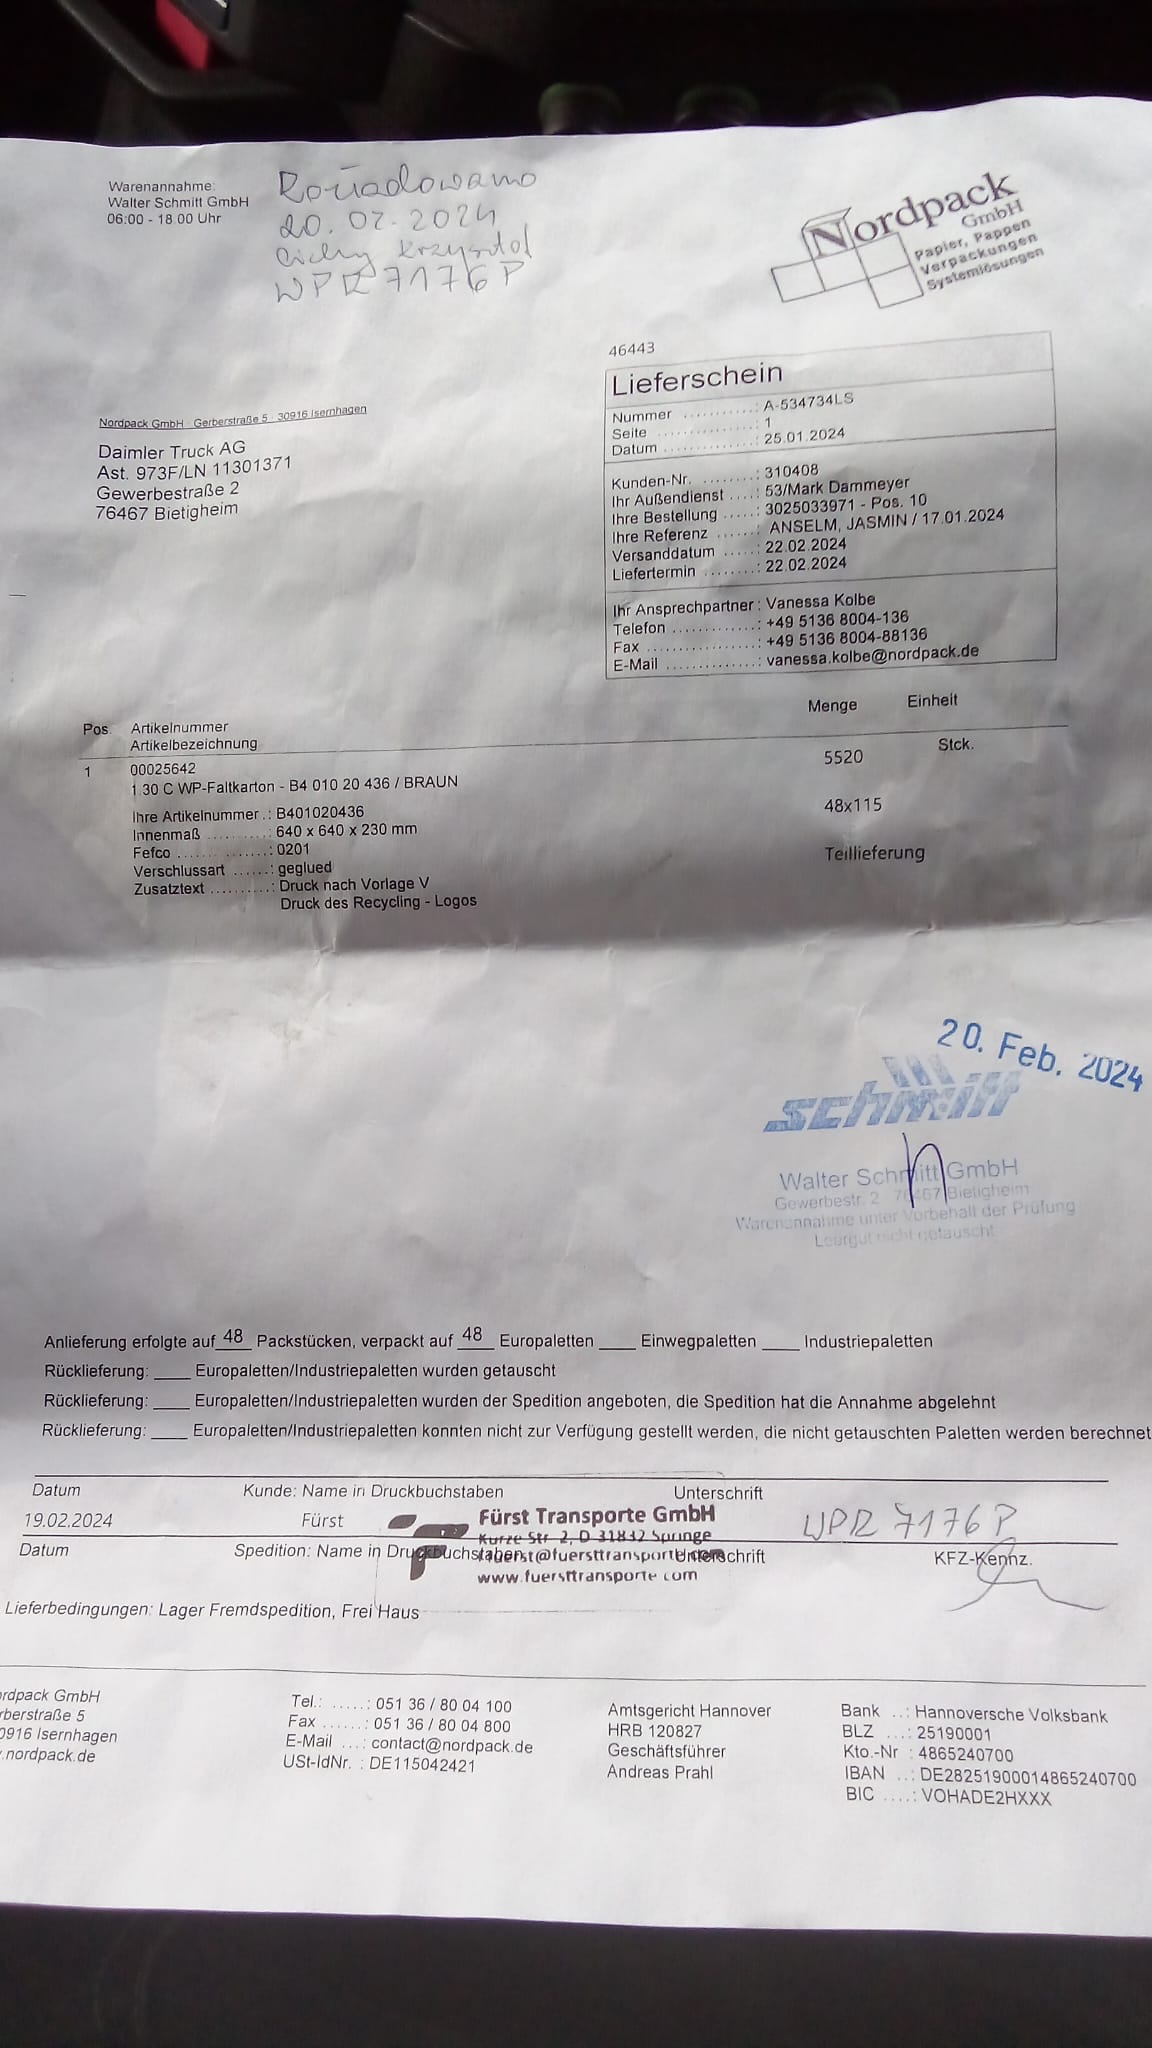 Warenannahme:
Walter Schmitt GmbH
06:00 - 18.00 Uhr
20.02.2024
Cichy Krzysztof
WPR 7176P
Nordpack
GmbH
Papier, Pappen
Verpackungen
Systemlösungen
46443
Lieferschein
Nummer ........... : A-534734LS
Seite ................ : 1
Datum .............. : 25.01.2024
Nordpack GmbH Gerberstraße 5 30916 Isernhagen
Daimler Truck AG
Ast. 973F/LN 11301371
Gewerbestraße 2
76467 Bietigheim
Kunden-Nr. ........ : 310408
Ihr Außendienst .... : 53/Mark Dammeyer
Ihre Bestellung ..... : 3025033971 - Pos. 10
Ihre Referenz ...... : ANSELM, JASMIN / 17.01.2024
Versanddatum ..... : 22.02.2024
Liefertermin ........ : 22.02.2024
Ihr Ansprechpartner : Vanessa Kolbe
Telefon ............. : +49 5136 8004-136
Fax ................. : +49 5136 8004-88136
E-Mail .............. : vanessa.kolbe@nordpack.de
Pos. Artikelnummer Menge Einheit
Artikelbezeichnung
1 00025642 5520 Stck.
1.30 C WP-Faltkarton - B4 010 20 436 / BRAUN
Ihre Artikelnummer .: B401020436 48x115
Innenmaß .........: 640 x 640 x 230 mm
Fefco .............: 0201 Teillieferung
Verschlussart ......: geglued
Zusatztext ..........: Druck nach Vorlage V
Druck des Recycling - Logos
20. Feb. 2024
schmitt
Walter Schmitt GmbH
Gewerbestr. 2 76467 Bietigheim
Warenannahme unter Vorbehalt der Prüfung
Leergut nicht getauscht
Anlieferung erfolgte auf 48 Packstücken, verpackt auf 48 Europaletten ____ Einwegpaletten ____ Industriepaletten
Rücklieferung: ____ Europaletten/Industriepaletten wurden getauscht
Rücklieferung: ____ Europaletten/Industriepaletten wurden der Spedition angeboten, die Spedition hat die Annahme abgelehnt
Rücklieferung: ____ Europaletten/Industriepaletten konnten nicht zur Verfügung gestellt werden, die nicht getauschten Paletten werden berechnet
Datum Kunde: Name in Druckbuchstaben Unterschrift
19.02.2024 Fürst Fürst Transporte GmbH WPR 7176P
Kurze Str. 2, D 31832 Springe
Datum Spedition: Name in Druckbuchstaben Unterschrift KFZ-Kennz.
fuerst@fuersttransporte.com
www.fuersttransporte.com
Lieferbedingungen: Lager Fremdspedition, Frei Haus
rdpack GmbH Tel.: .....: 051 36 / 80 04 100 Amtsgericht Hannover Bank ..: Hannoversche Volksbank
rberstraße 5 Fax ......: 051 36 / 80 04 800 HRB 120827 BLZ ...: 25190001
0916 Isernhagen E-Mail ...: contact@nordpack.de Geschäftsführer Kto.-Nr : 4865240700
.nordpack.de USt-IdNr. : DE115042421 Andreas Prahl IBAN ..: DE28251900014865240700
BIC ....: VOHADE2HXXX